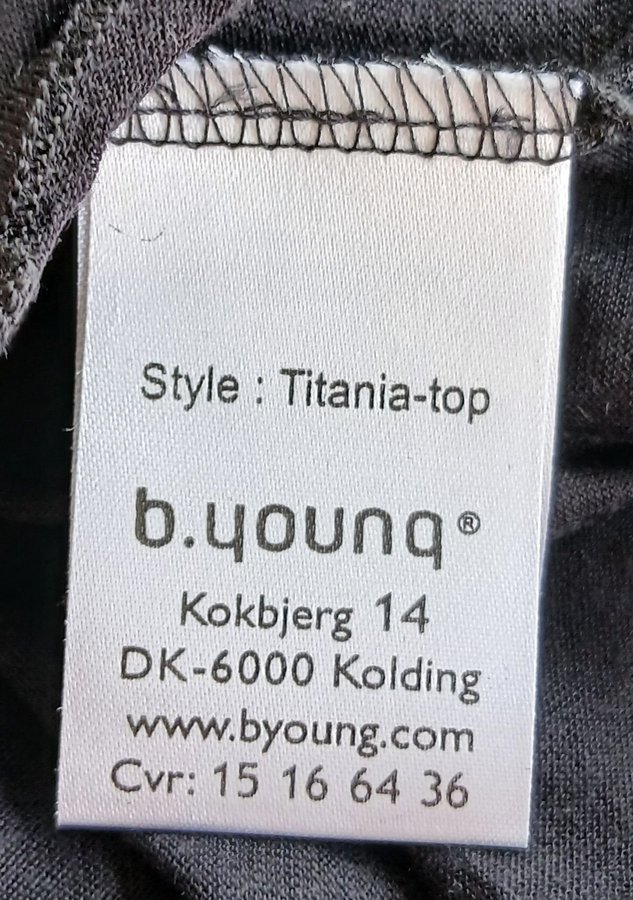 Style : Titania-top
b.young®
Kokbjerg 14
DK-6000 Kolding
www.byoung.com
Cvr: 15 16 64 36